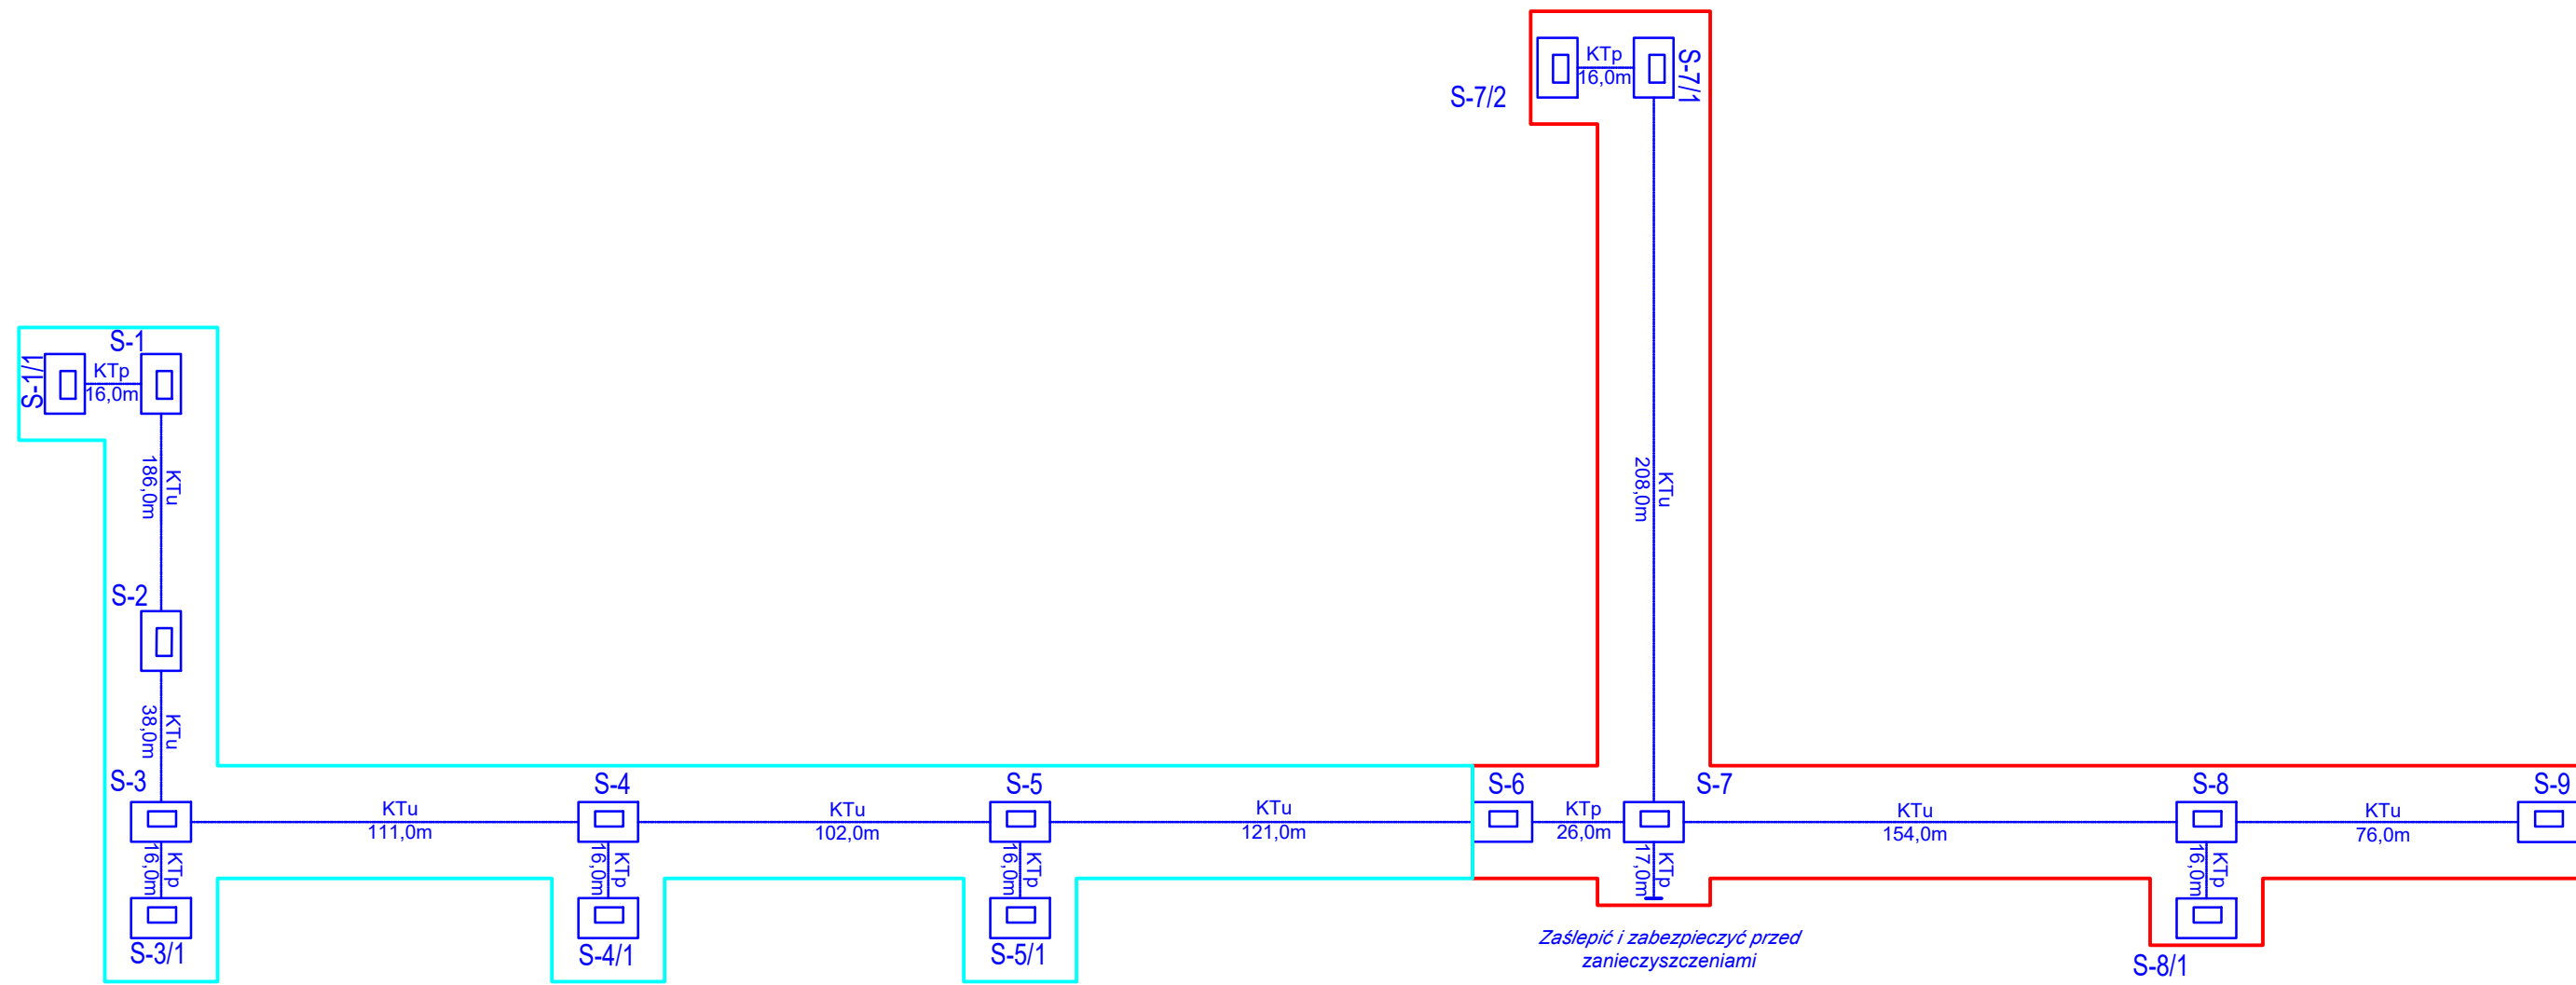 KTp
16,0m
S-7/1
S-7/2
S-1
S-1/1
KTp
16,0m
KTu
186,0m
KTu
208,0m
S-2
KTu
38,0m
S-3
S-4
S-5
S-6
S-7
S-8
S-9
KTu
111,0m
KTu
102,0m
KTu
121,0m
KTp
26,0m
KTu
154,0m
KTu
76,0m
KTp
16,0m
KTp
16,0m
KTp
16,0m
KTp
17,0m
KTp
16,0m
S-3/1
S-4/1
S-5/1
Zaślepić i zabezpieczyć przed
zanieczyszczeniami
S-8/1